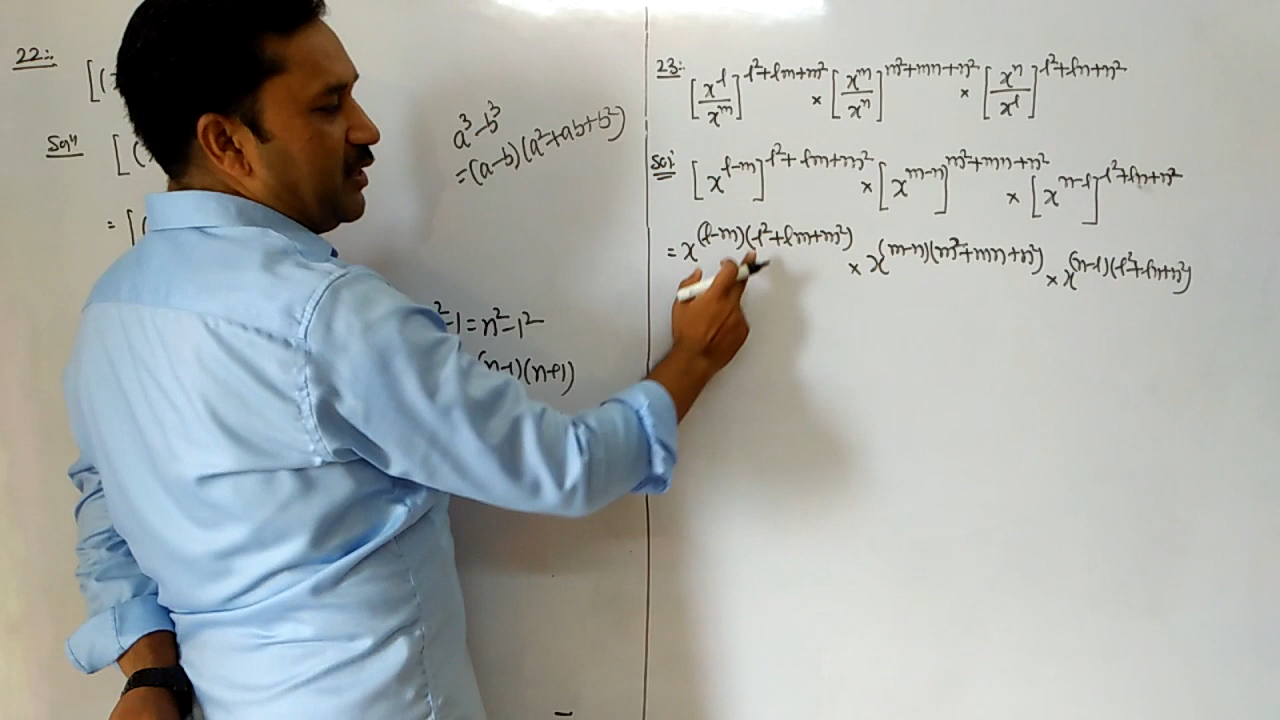 22:-
[(
Solⁿ [(
= [(
a³-b³
=(a-b)(a²+ab+b²)
²-1=n²-1²
(n-1)(n+1)
23:- [xˡ/xᵐ]^l²+lm+m² × [xᵐ/xⁿ]^m²+mn+n² × [xⁿ/xˡ]^l²+ln+n²
Sol: [x^l-m]^l²+lm+m² × [x^m-n]^m²+mn+n² × [x^n-l]^l²+ln+n²
= x^(l-m)(l²+lm+m²) × x^(m-n)(m²+mn+n²) × x^(n-l)(l²+ln+n²)